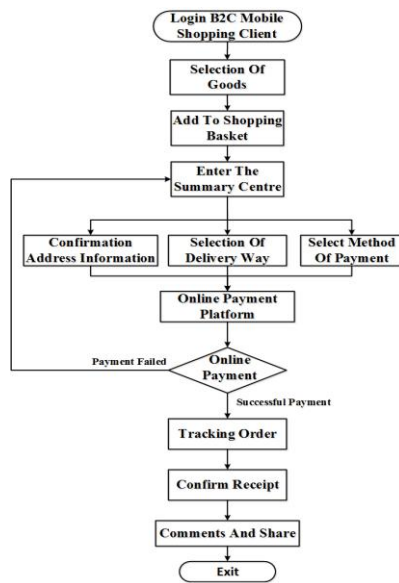 Login B2C Mobile
Shopping Client
Selection Of
Goods
Add To Shopping
Basket
Enter The
Summary Centre
Confirmation
Address Information
Selection Of
Delivery Way
Select Method
Of Payment
Online Payment
Platform
Payment Failed
Online
Payment
Successful Payment
Tracking Order
Confirm Receipt
Comments And Share
Exit